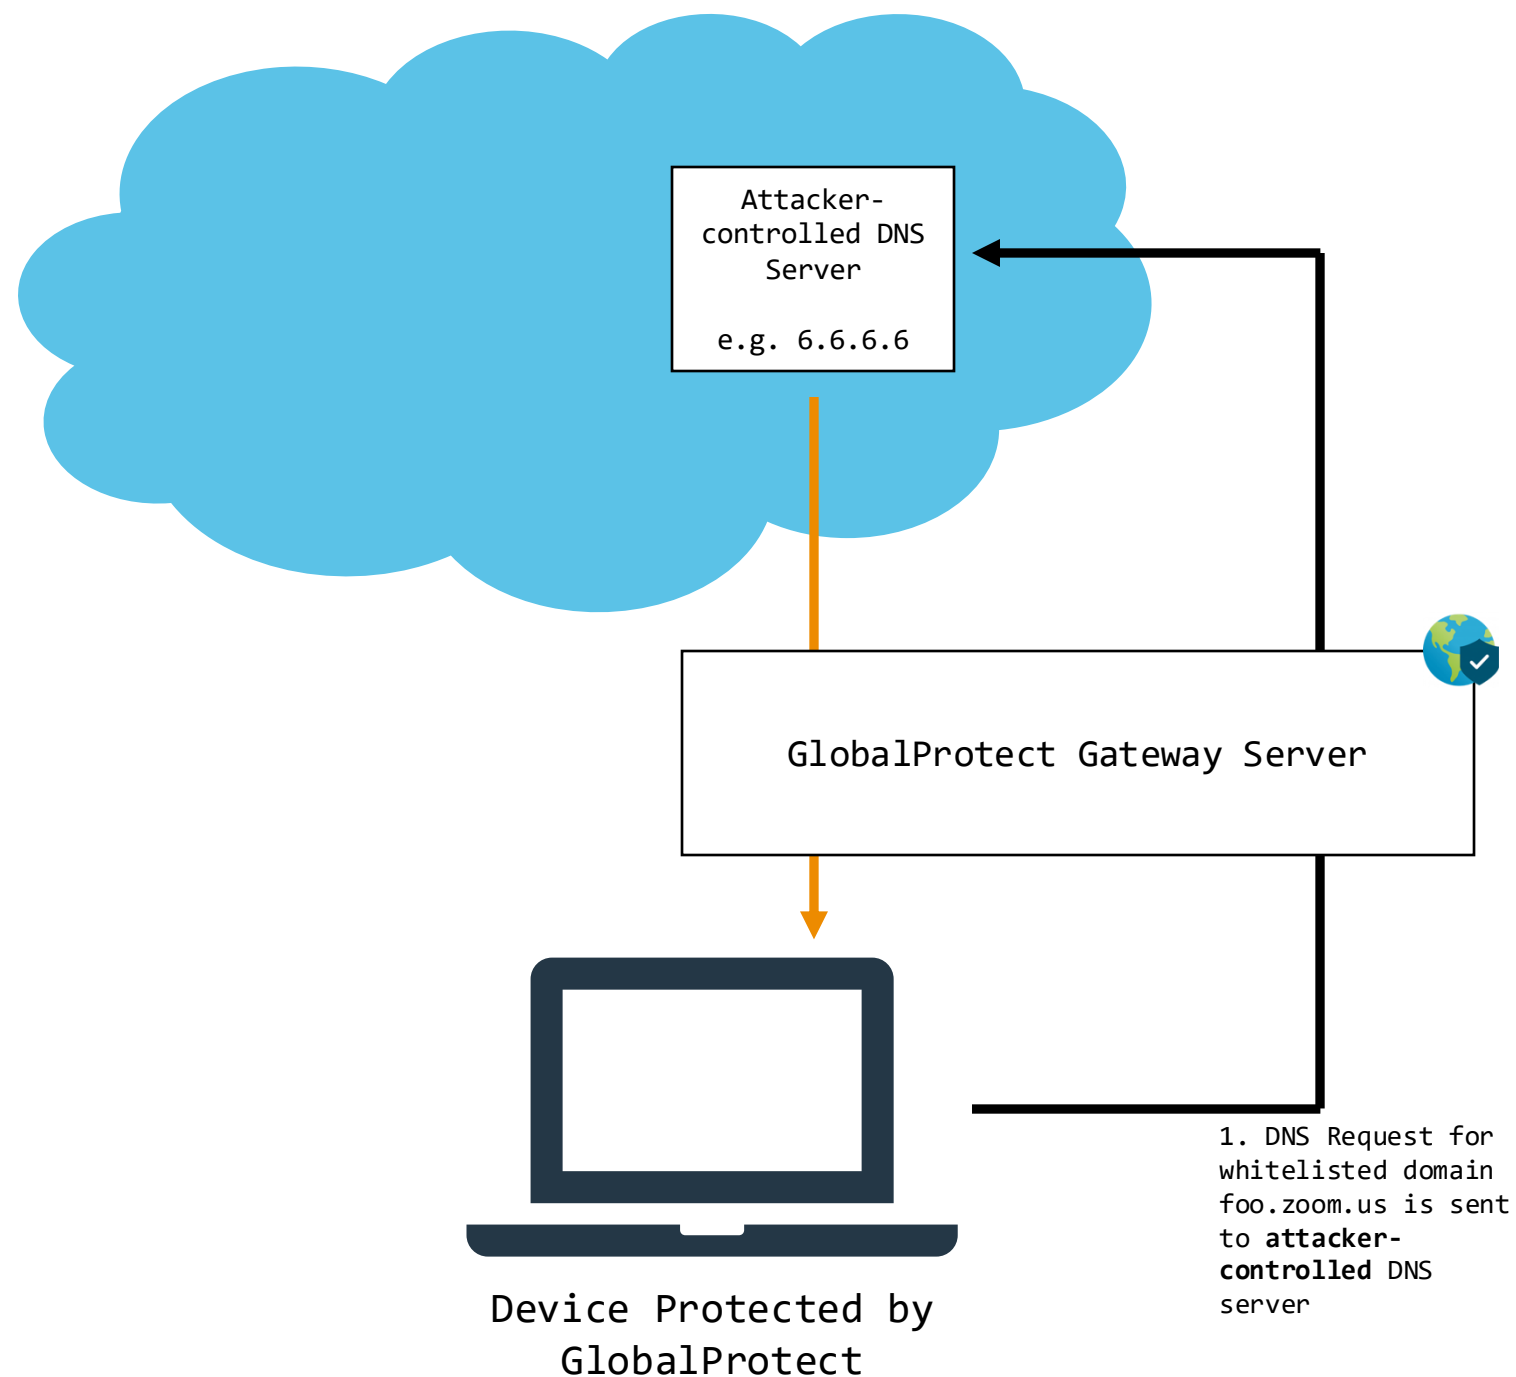 Attacker-
controlled DNS
Server
e.g. 6.6.6.6
GlobalProtect Gateway Server
1. DNS Request for
whitelisted domain
foo.zoom.us is sent
to attacker-
controlled DNS
server
Device Protected by
GlobalProtect